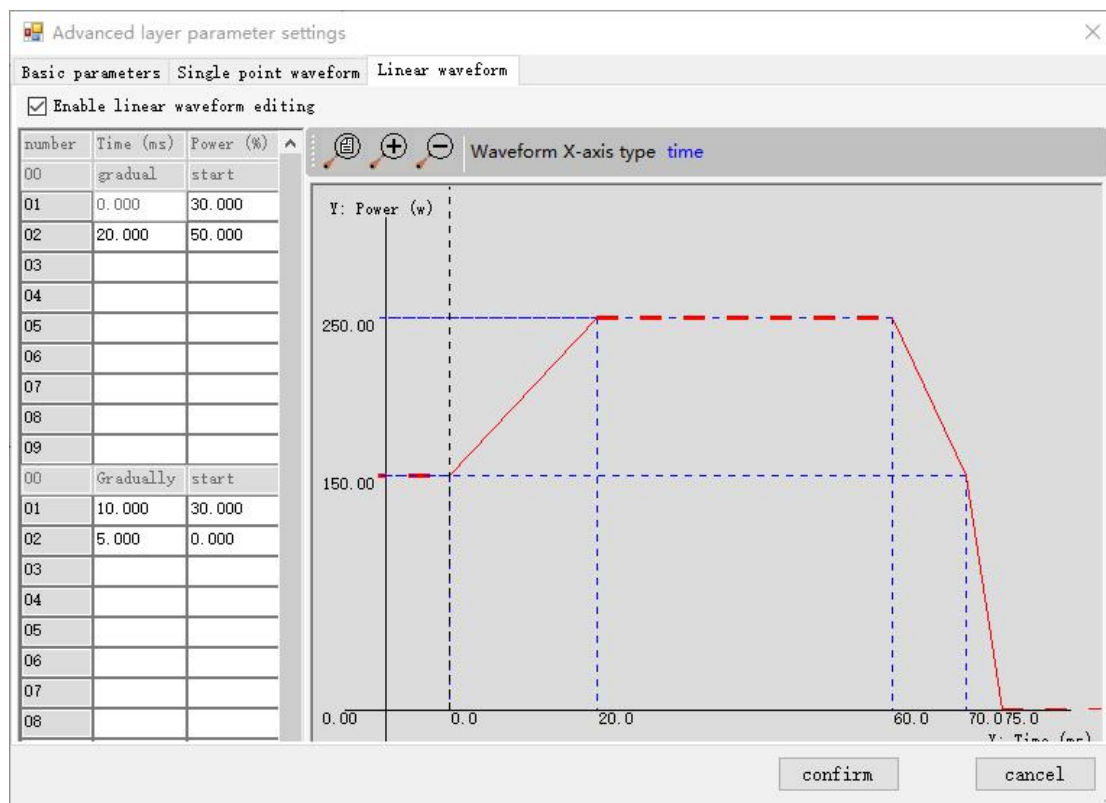 Advanced layer parameter settings
Basic parameters Single point waveform Linear waveform
Enable linear waveform editing
number Time (ms) Power (%)
00 gradual start
01 0.000 30.000
02 20.000 50.000
03
04
05
06
07
08
09
00 Gradually start
01 10.000 30.000
02 5.000 0.000
03
04
05
06
07
08
Waveform X-axis type time
Y: Power (w)
250.00
150.00
0.00 0.0 20.0 60.0 70.075.0
confirm cancel